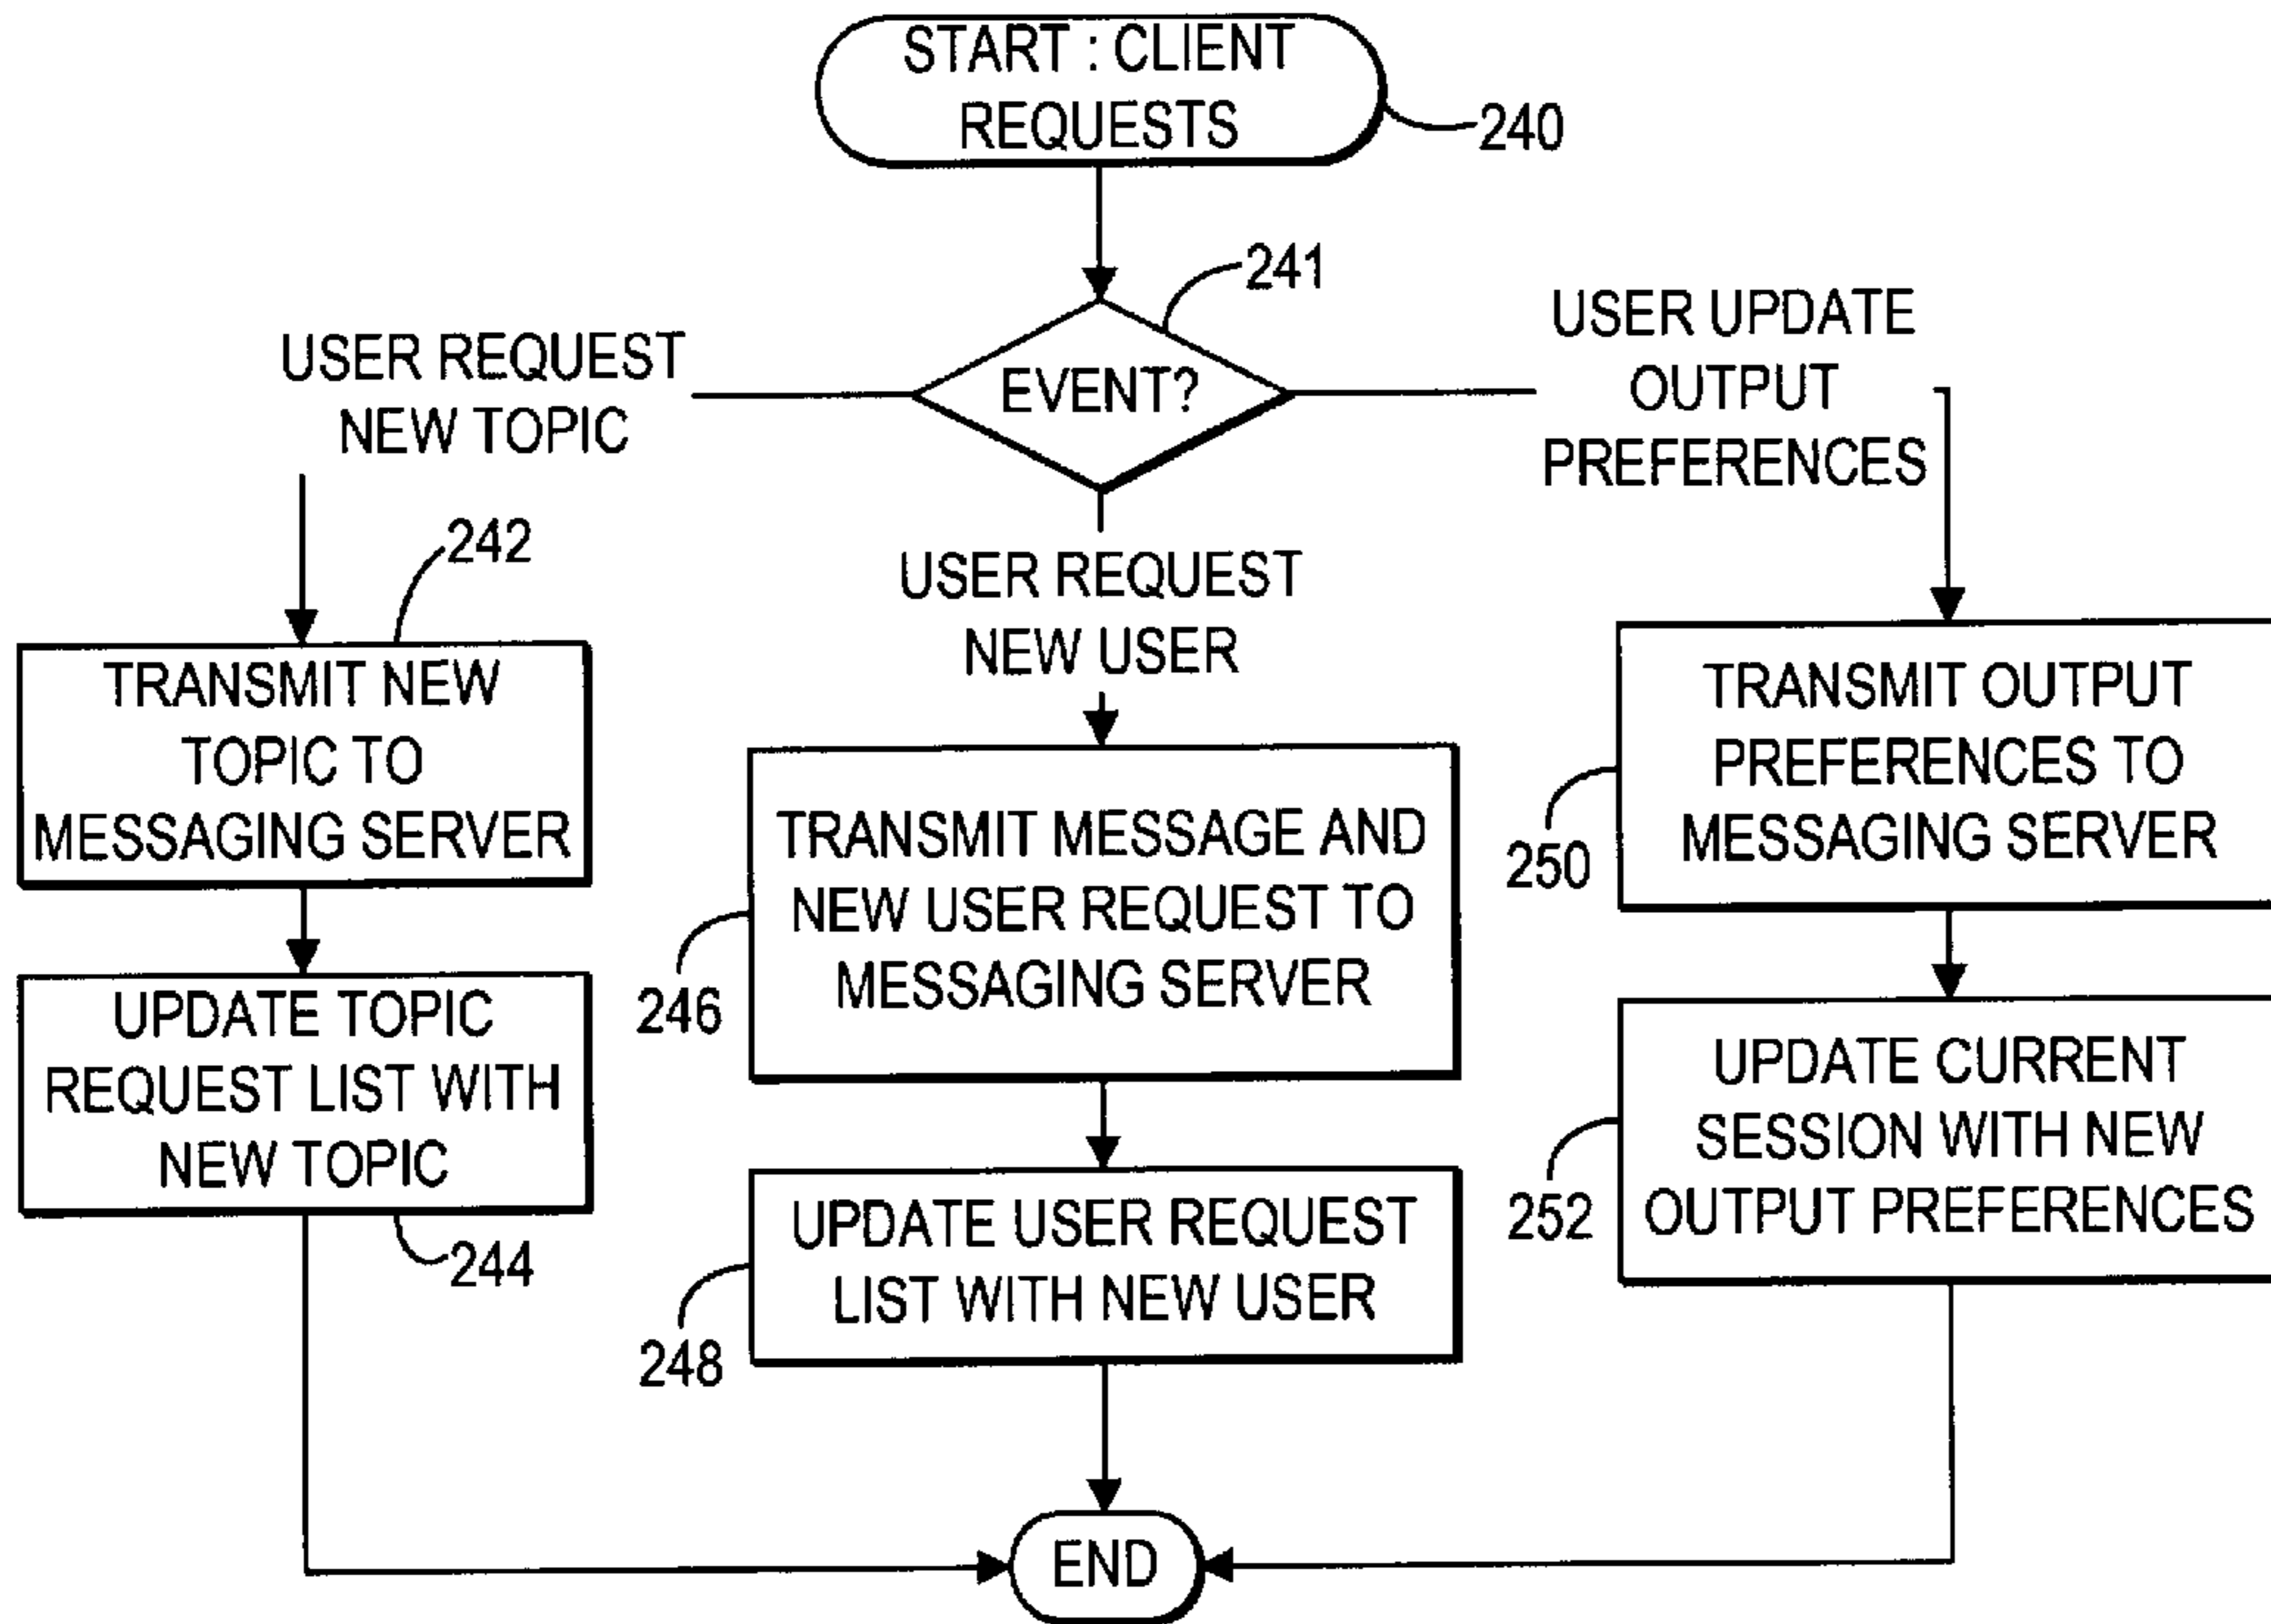 START : CLIENT
REQUESTS
240
241
EVENT?
USER REQUEST
NEW TOPIC
USER UPDATE
OUTPUT
PREFERENCES
USER REQUEST
NEW USER
242
TRANSMIT NEW
TOPIC TO
MESSAGING SERVER
UPDATE TOPIC
REQUEST LIST WITH
NEW TOPIC
244
TRANSMIT MESSAGE AND
NEW USER REQUEST TO
MESSAGING SERVER
246
UPDATE USER REQUEST
LIST WITH NEW USER
248
TRANSMIT OUTPUT
PREFERENCES TO
MESSAGING SERVER
250
UPDATE CURRENT
SESSION WITH NEW
OUTPUT PREFERENCES
252
END